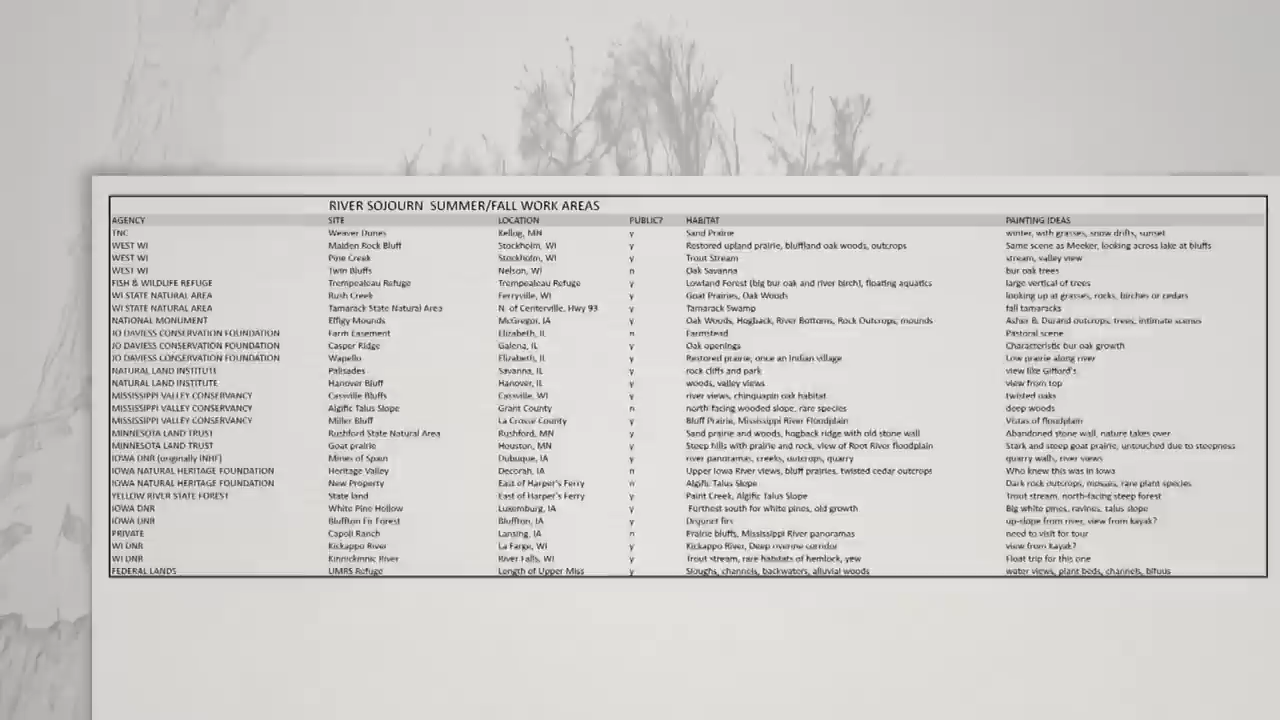 RIVER SOJOURN SUMMER/FALL WORK AREAS
AGENCY SITE LOCATION PUBLIC? HABITAT PAINTING IDEAS
TNC Weaver Dunes Kellog, MN y Sand Prairie winter, with grasses, snow drifts, sunset
WEST WI Maiden Rock Bluff Stockholm, WI y Restored upland prairie, bluffland oak woods, outcrops Same scene as Meeker, looking across lake at bluffs
WEST WI Pine Creek Stockholm, WI y Trout Stream stream, valley view
WEST WI Twin Bluffs Nelson, WI n Oak Savanna bur oak trees
FISH & WILDLIFE REFUGE Trempealeau Refuge Trempealeau Refuge y Lowland Forest (big bur oak and river birch), floating aquatics large vertical of trees
WI STATE NATURAL AREA Rush Creek Ferryville, WI y Goat Prairies, Oak Woods looking up at grasses, rocks, birches or cedars
WI STATE NATURAL AREA Tamarack State Natural Area N. of Centerville, Hwy 93 y Tamarack Swamp fall tamaracks
NATIONAL MONUMENT Effigy Mounds McGregor, IA y Oak Woods, Hogback, River Bottoms, Rock Outcrops, mounds Asher B. Durand outcrops, trees, intimate scenes
JO DAVIESS CONSERVATION FOUNDATION Farm Easement Elizabeth, IL n Farmstead Pastoral scene
JO DAVIESS CONSERVATION FOUNDATION Casper Ridge Galena, IL y Oak openings Characteristic bur oak growth
JO DAVIESS CONSERVATION FOUNDATION Wapello Elizabeth, IL y Restored prairie, once an Indian village Low prairie along river
NATURAL LAND INSTITUTE Palisades Savanna, IL y rock cliffs and park view like Gifford's
NATURAL LAND INSTITUTE Hanover Bluff Hanover, IL y woods, valley views view from top
MISSISSIPPI VALLEY CONSERVANCY Cassville Bluffs Cassville, WI y river views, chinquapin oak habitat twisted oaks
MISSISSIPPI VALLEY CONSERVANCY Algific Talus Slope Grant County n north-facing wooded slope, rare species deep woods
MISSISSIPPI VALLEY CONSERVANCY Miller Bluff La Crosse County y Bluff Prairie, Mississippi River Floodplain Vistas of floodplain
MINNESOTA LAND TRUST Rushford State Natural Area Rushford, MN y Sand prairie and woods, hogback ridge with old stone wall Abandoned stone wall, nature takes over
MINNESOTA LAND TRUST Goat prairie Houston, MN y Steep hills with prairie and rock, view of Root River floodplain Stark and steep goat prairie, untouched due to steepness
IOWA DNR (originally INHF) Mines of Spain Dubuque, IA y river panoramas, creeks, outcrops, quarry quarry walls, river views
IOWA NATURAL HERITAGE FOUNDATION Heritage Valley Decorah, IA n Upper Iowa River views, bluff prairies, twisted cedar outcrops Who knew this was in Iowa
IOWA NATURAL HERITAGE FOUNDATION New Property East of Harper's Ferry n Algific Talus Slope Dark rock outcrops, mosses, rare plant species
YELLOW RIVER STATE FOREST State land East of Harper's Ferry y Paint Creek, Algific Talus Slope Trout stream, north-facing steep forest
IOWA DNR White Pine Hollow Luxemburg, IA y Furthest south for white pines, old growth Big white pines, ravines, talus slope
IOWA DNR Bluffton Fir Forest Bluffton, IA y Disjunct firs up-slope from river, view from kayak?
PRIVATE Capoli Ranch Lansing, IA n Prairie bluffs, Mississippi River panoramas need to visit for tour
WI DNR Kickappo River La Farge, WI y Kickappo River, Deep riverine corridor view from kayak?
WI DNR Kinnickinnic River River Falls, WI y Trout stream, rare habitats of hemlock, yew Float trip for this one
FEDERAL LANDS UMRS Refuge Length of Upper Miss y Sloughs, channels, backwaters, alluvial woods water views, plant beds, channels,